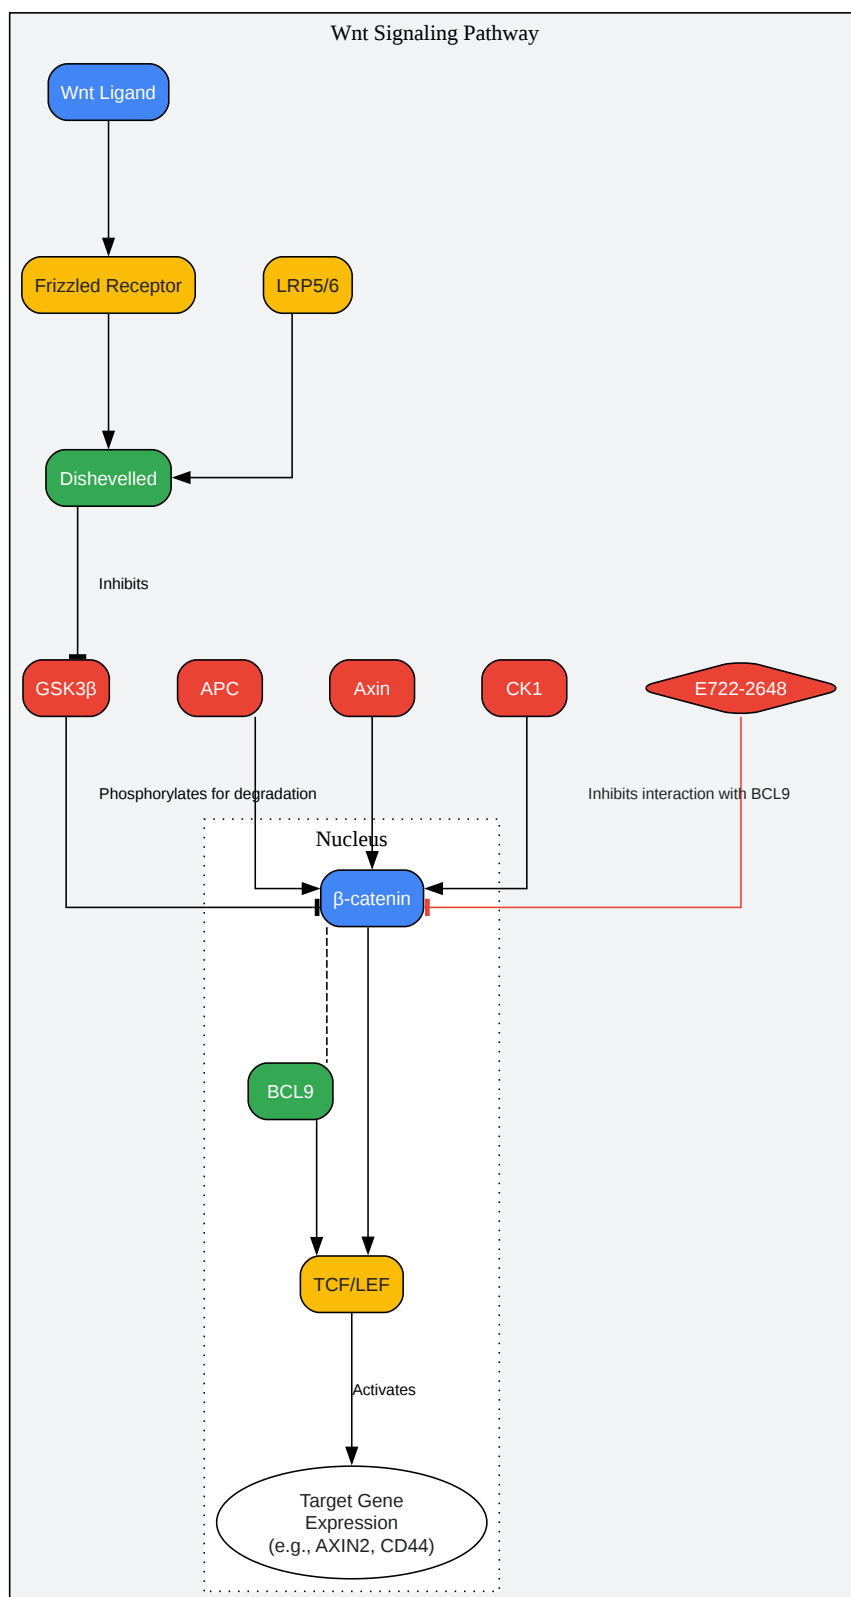 Wnt Signaling Pathway
Wnt Ligand
Frizzled Receptor
LRP5/6
Dishevelled
Inhibits
GSK3β
APC
Axin
CK1
E722-2648
Phosphorylates for degradation
Inhibits interaction with BCL9
Nucleus
β-catenin
BCL9
TCF/LEF
Activates
Target Gene
Expression
(e.g., AXIN2, CD44)